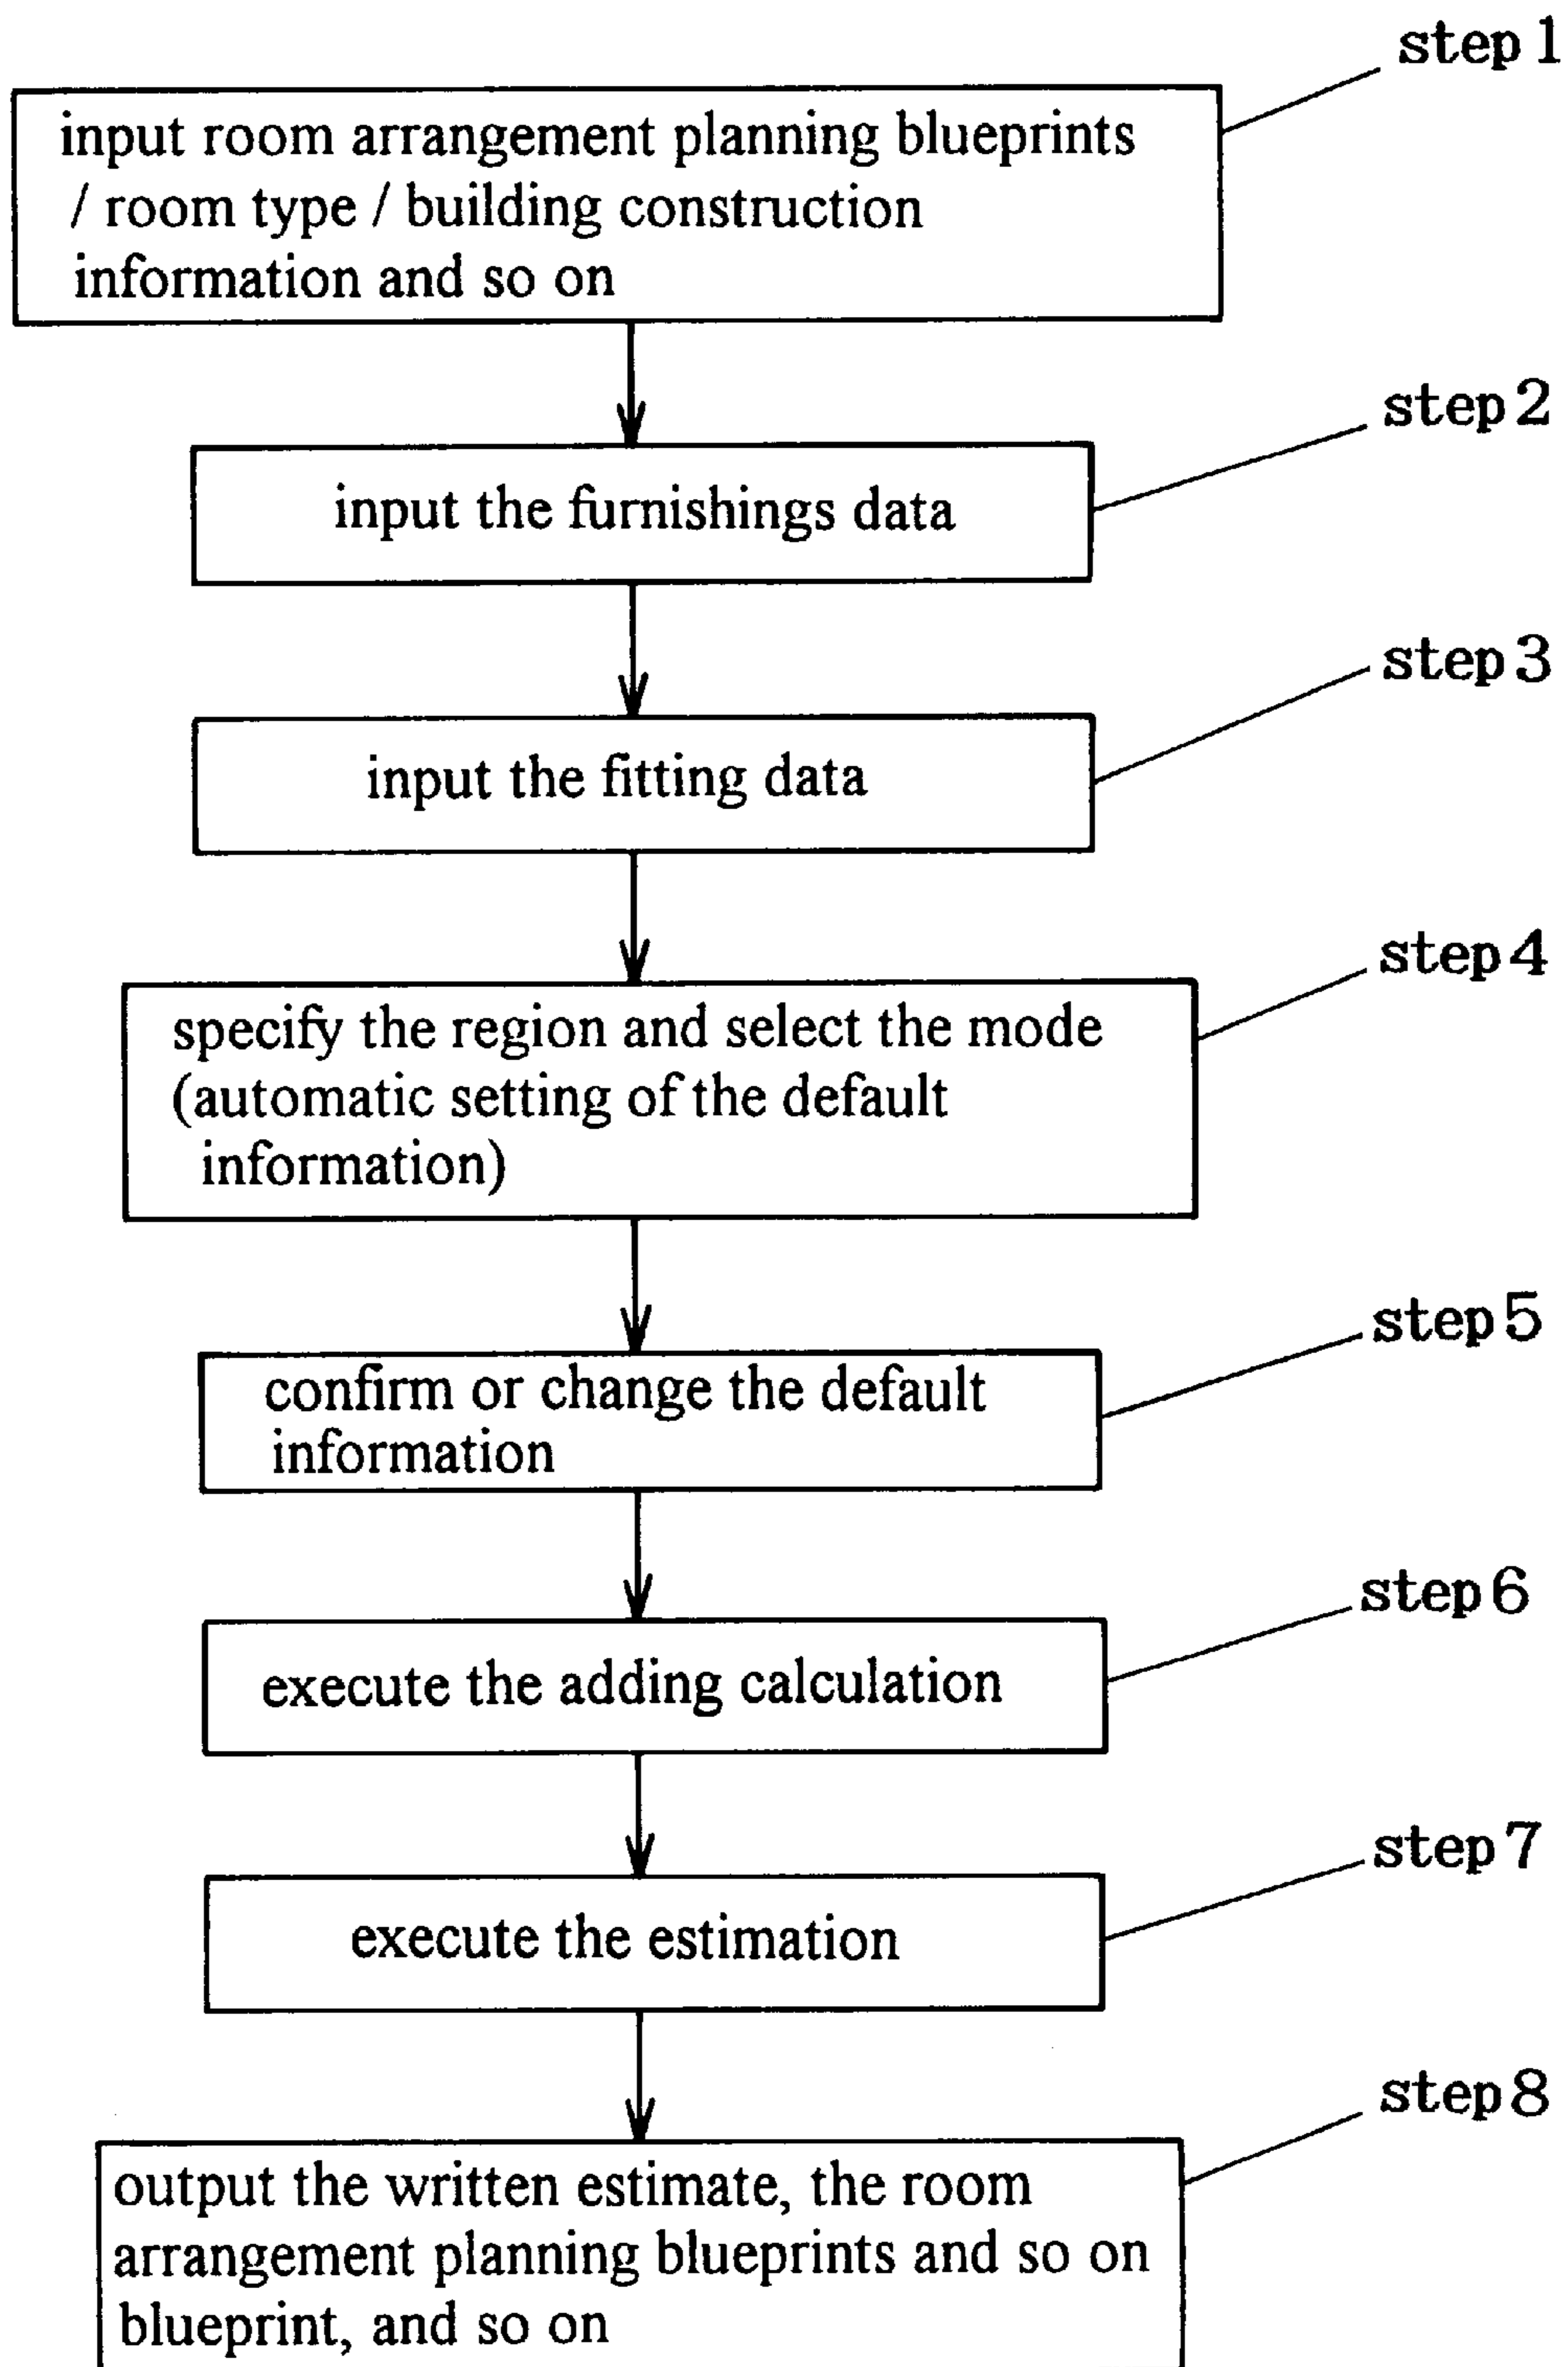 step 1
input room arrangement planning blueprints
/ room type / building construction
information and so on
step 2
input the furnishings data
step 3
input the fitting data
step 4
specify the region and select the mode
(automatic setting of the default
information)
step 5
confirm or change the default
information
step 6
execute the adding calculation
step 7
execute the estimation
step 8
output the written estimate, the room
arrangement planning blueprints and so on
blueprint, and so on